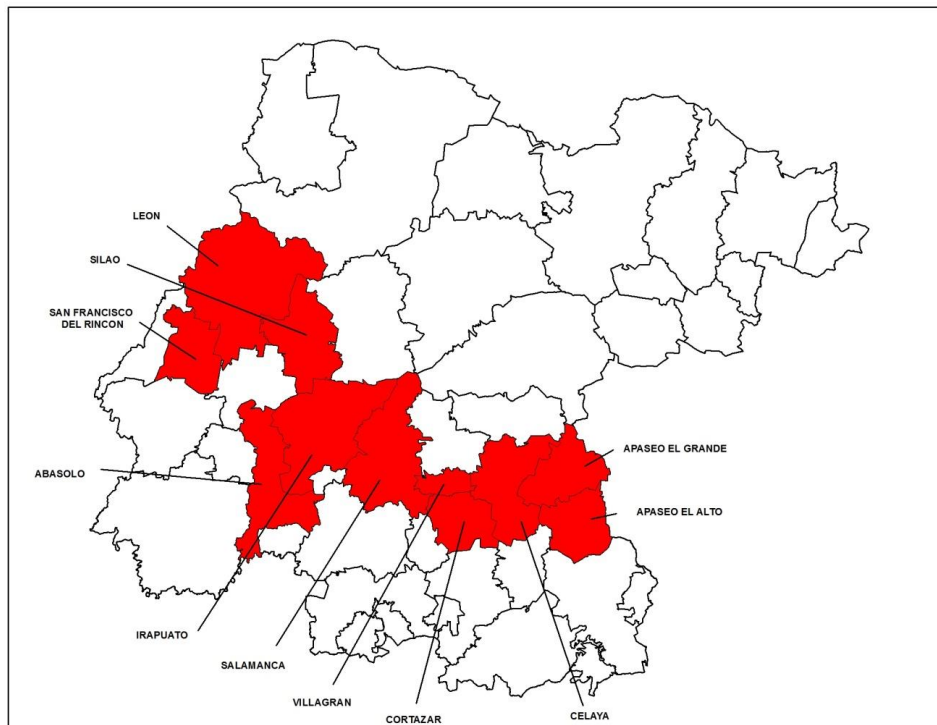 LEON
SILAO
SAN FRANCISCO
DEL RINCON
APASEO EL GRANDE
ABASOLO
APASEO EL ALTO
IRAPUATO
SALAMANCA
VILLAGRAN
CORTAZAR
CELAYA